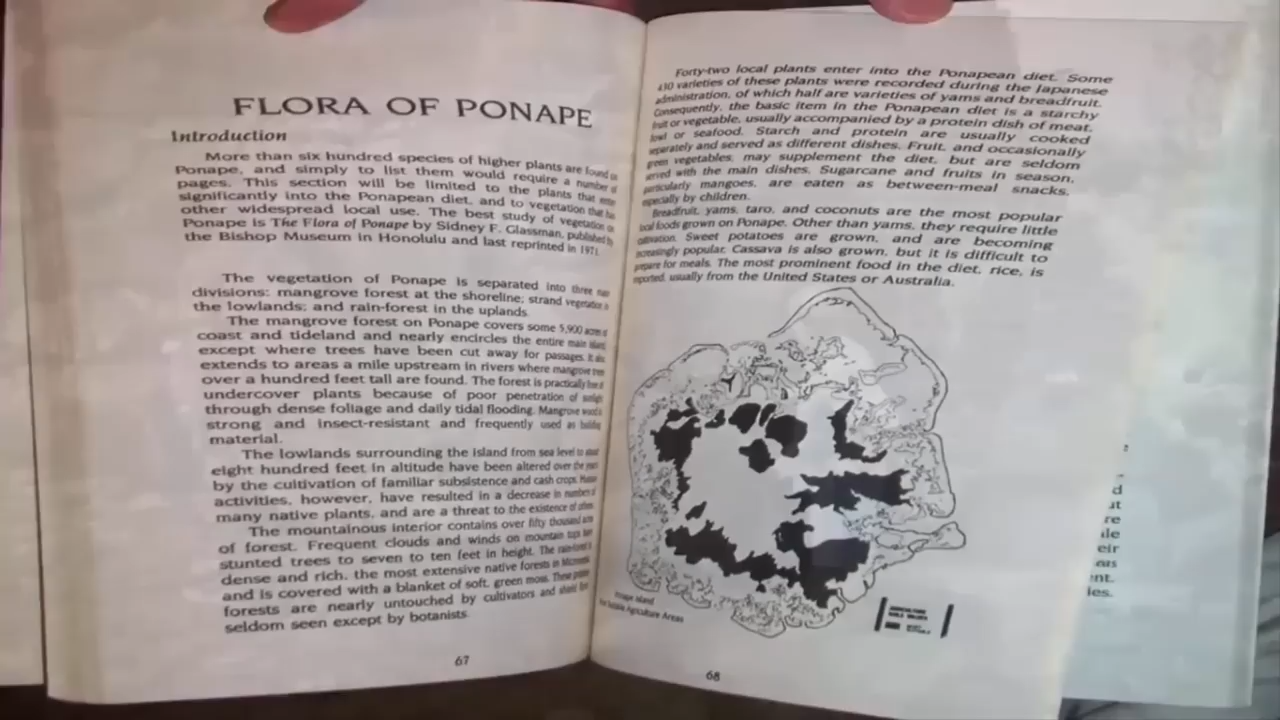 FLORA OF PONAPE
Introduction
More than six hundred species of higher plants are found on
Ponape, and simply to list them would require a number of
pages. This section will be limited to the plants that enter
significantly into the Ponapean diet, and to vegetation that has
other widespread local use. The best study of vegetation on
Ponape is The Flora of Ponape by Sidney F. Glassman, published by
the Bishop Museum in Honolulu and last reprinted in 1971.
The vegetation of Ponape is separated into three main
divisions: mangrove forest at the shoreline; strand vegetation in
the lowlands; and rain-forest in the uplands.
The mangrove forest on Ponape covers some 5,900 acres of
coast and tideland and nearly encircles the entire main island
except where trees have been cut away for passages. It also
extends to areas a mile upstream in rivers where mangrove trees
over a hundred feet tall are found. The forest is practically free of
undercover plants because of poor penetration of sunlight
through dense foliage and daily tidal flooding. Mangrove wood is
strong and insect-resistant and frequently used as building
material.
The lowlands surrounding the island from sea level to about
eight hundred feet in altitude have been altered over the years
by the cultivation of familiar subsistence and cash crops. Human
activities, however, have resulted in a decrease in numbers of
many native plants, and are a threat to the existence of others.
The mountainous interior contains over fifty thousand acres
of forest. Frequent clouds and winds on mountain tops have
stunted trees to seven to ten feet in height. The rain-forest is
dense and rich, the most extensive native forests in Micronesia
and is covered with a blanket of soft, green moss. These
forests are nearly untouched by cultivators and
seldom seen except by botanists.
67
Forty-two local plants enter into the Ponapean diet. Some
430 varieties of these plants were recorded during the Japanese
administration, of which half are varieties of yams and breadfruit.
Consequently, the basic item in the Ponapean diet is a starchy
fruit or vegetable, usually accompanied by a protein dish of meat,
fowl or seafood. Starch and protein are usually cooked
separately and served as different dishes. Fruit, and occasionally
green vegetables, may supplement the diet, but are seldom
served with the main dishes. Sugarcane and fruits in season,
particularly mangoes, are eaten as between-meal snacks,
especially by children.
Breadfruit, yams, taro, and coconuts are the most popular
local foods grown on Ponape. Other than yams, they require little
cultivation. Sweet potatoes are grown, and are becoming
increasingly popular. Cassava is also grown, but it is difficult to
prepare for meals. The most prominent food in the diet, rice, is
imported, usually from the United States or Australia.
Ponape Island
Agriculture Areas
68